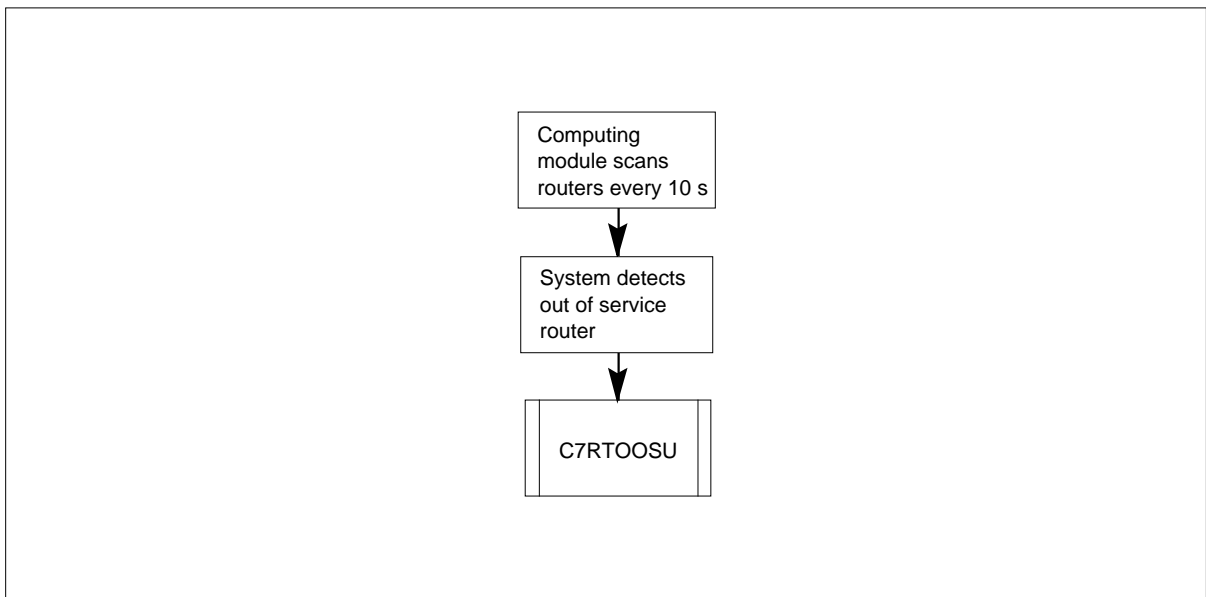 Computing
module scans
routers every 10 s
System detects
out of service
router
C7RTOOSU